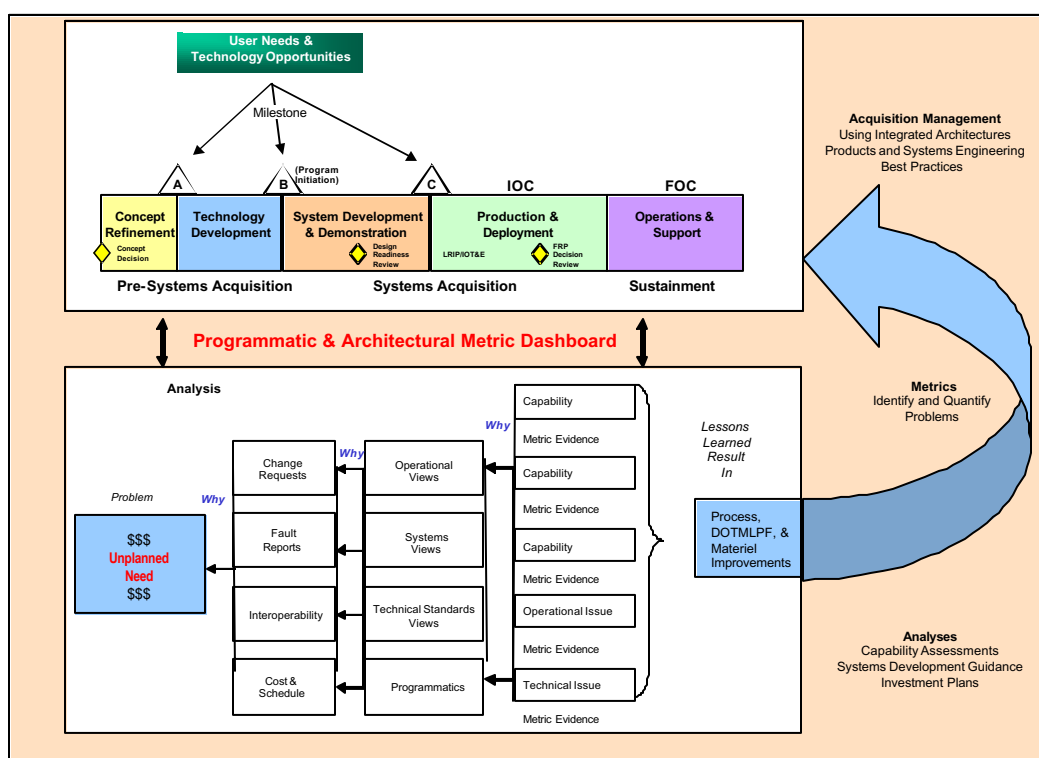 User Needs &
Technology Opportunities
Milestone
A
B
(Program
Initiation)
C
IOC
FOC
Concept
Refinement
Technology
Development
System Development
& Demonstration
Production &
Deployment
Operations &
Support
Concept
Decision
Design
Readiness
Review
LRIP/IOT&E
FRP
Decision
Review
Pre-Systems Acquisition
Systems Acquisition
Sustainment
Programmatic & Architectural Metric Dashboard
Analysis
Problem
$$$
Unplanned
Need
$$$
Why
Change
Requests
Fault
Reports
Interoperability
Cost &
Schedule
Why
Operational
Views
Systems
Views
Technical Standards
Views
Programmatics
Why
Capability
Metric Evidence
Capability
Metric Evidence
Capability
Metric Evidence
Operational Issue
Metric Evidence
Technical Issue
Metric Evidence
Lessons
Learned
Result
In
Process,
DOTMLPF, &
Materiel
Improvements
Acquisition Management
Using Integrated Architectures
Products and Systems Engineering
Best Practices
Metrics
Identify and Quantify
Problems
Analyses
Capability Assessments
Systems Development Guidance
Investment Plans